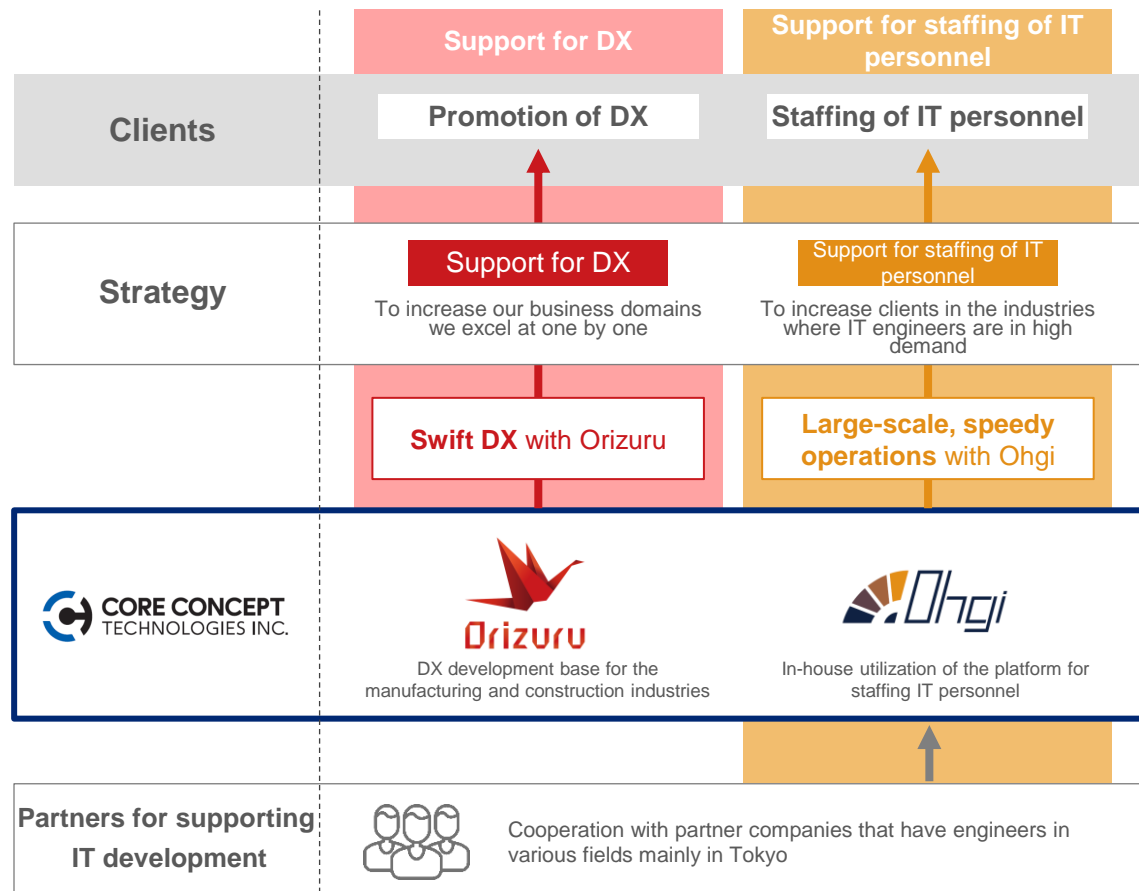 Support for DX
Support for staffing of IT
personnel
Clients
Promotion of DX
Staffing of IT personnel
Strategy
Support for DX
To increase our business domains
we excel at one by one
Support for staffing of IT
personnel
To increase clients in the industries
where IT engineers are in high
demand
Swift DX with Orizuru
Large-scale, speedy
operations with Ohgi
CORE CONCEPT
TECHNOLOGIES INC.
Orizuru
DX development base for the
manufacturing and construction industries
Ohgi
In-house utilization of the platform for
staffing IT personnel
Partners for supporting
IT development
Cooperation with partner companies that have engineers in
various fields mainly in Tokyo